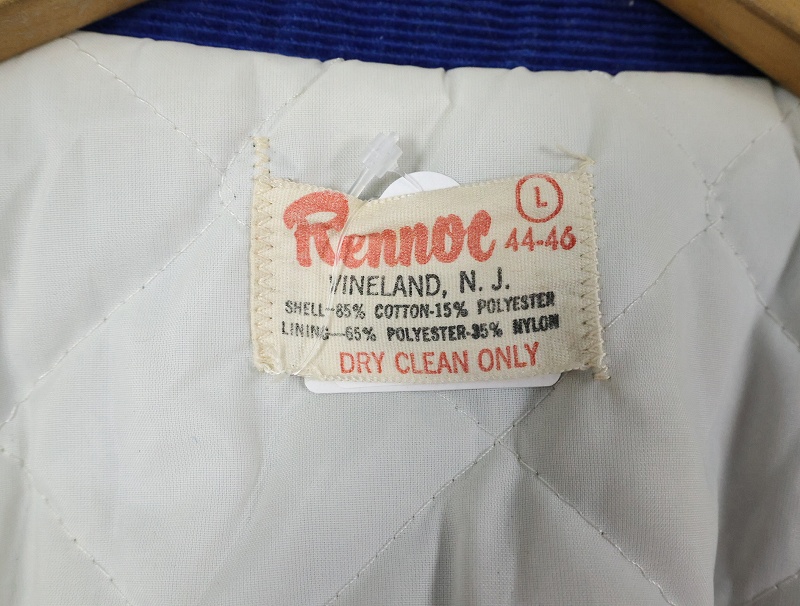 L
Rennoc 44-46
VINELAND, N. J.
SHELL-85% COTTON-15% POLYESTER
LINING-65% POLYESTER-35% NYLON
DRY CLEAN ONLY